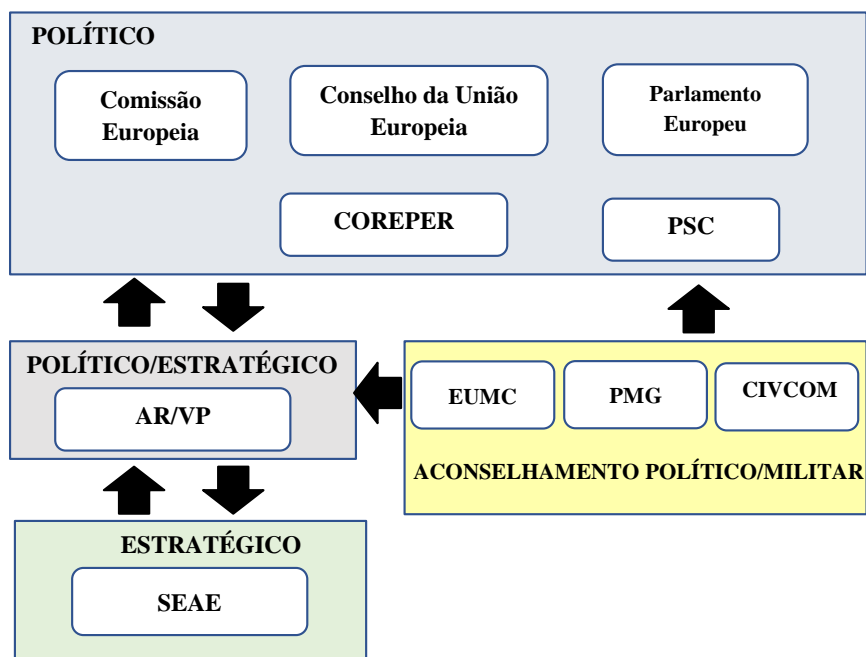 POLÍTICO
Comissão
Europeia
Conselho da União
Europeia
Parlamento
Europeu
COREPER
PSC
POLÍTICO/ESTRATÉGICO
AR/VP
EUMC
PMG
CIVCOM
ACONSELHAMENTO POLÍTICO/MILITAR
ESTRATÉGICO
SEAE